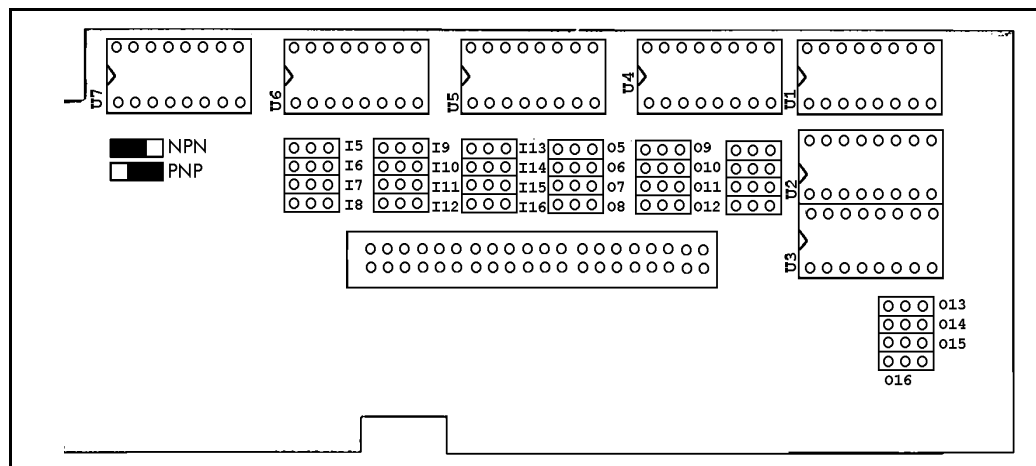 U7
U6
U5
U4
U1
NPN
PNP
I5 I9 I13 O5 O9
I6 I10 I14 O6 O10
I7 I11 I15 O7 O11
I8 I12 I16 O8 O12
U2
U3
O13
O14
O15
O16